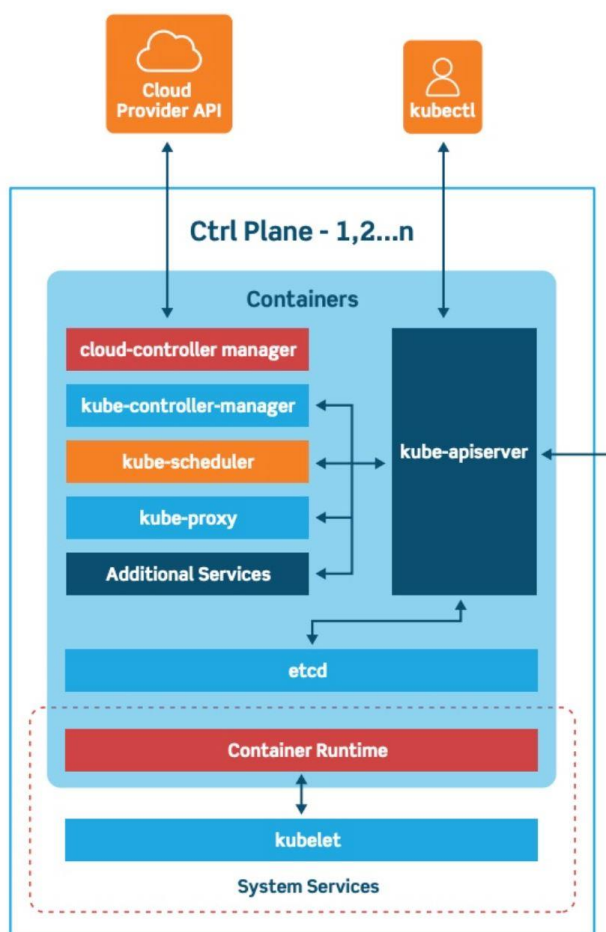 Cloud
Provider API
kubectl
Ctrl Plane - 1,2...n
Containers
cloud-controller manager
kube-controller-manager
kube-scheduler
kube-proxy
Additional Services
kube-apiserver
etcd
Container Runtime
kubelet
System Services